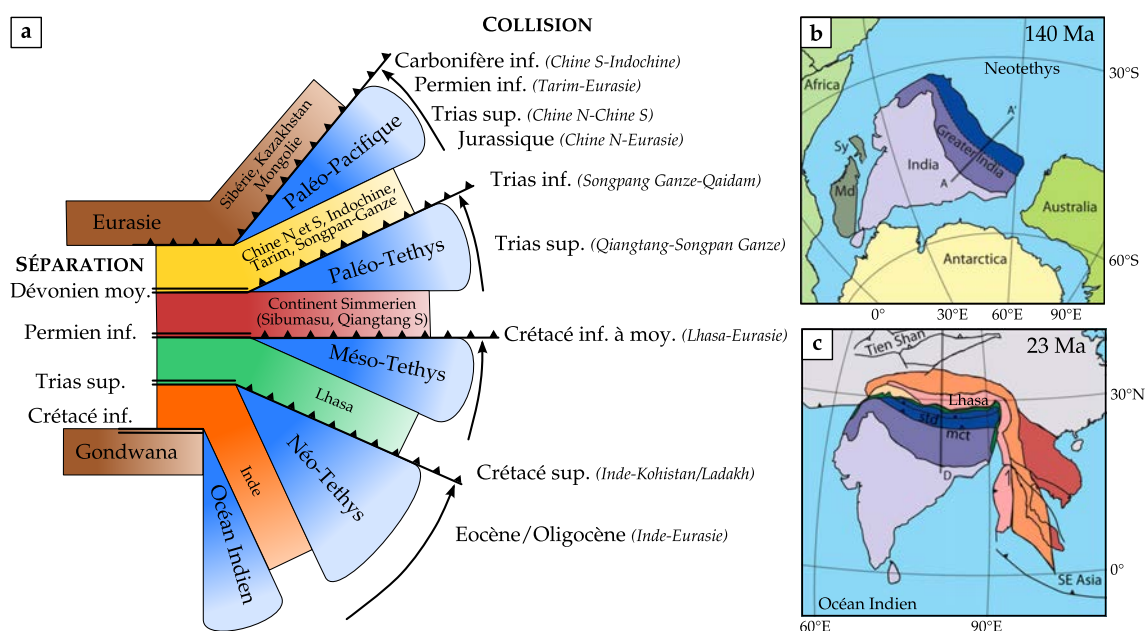 a
COLLISION
Carbonifère inf. (Chine S-Indochine)
Permien inf. (Tarim-Eurasie)
Trias sup. (Chine N-Chine S)
Jurassique (Chine N-Eurasie)
Trias inf. (Songpang Ganze-Qaidam)
Trias sup. (Qiangtang-Songpan Ganze)
Crétacé inf. à moy. (Lhasa-Eurasie)
Crétacé sup. (Inde-Kohistan/Ladakh)
Eocène/Oligocène (Inde-Eurasie)
SÉPARATION
Dévonien moy.
Permien inf.
Trias sup.
Crétacé inf.
Eurasie
Sibérie, Kazakhstan
Mongolie
Paléo-Pacifique
Chine N et S, Indochine,
Tarim, Songpan-Ganze
Paléo-Tethys
Continent Simmerien
(Sibumasu, Qiangtang S)
Méso-Tethys
Lhasa
Néo-Tethys
Inde
Océan Indien
Gondwana
b
140 Ma
Neotethys
Africa
30°S
A'
Greater India
Sy
India
A
Md
Australia
Antarctica
60°S
0°
30°E
60°E
90°E
c
23 Ma
Tien Shan
30°N
Lhasa
std
mct
D
0°
SE Asia
Océan Indien
60°E
90°E